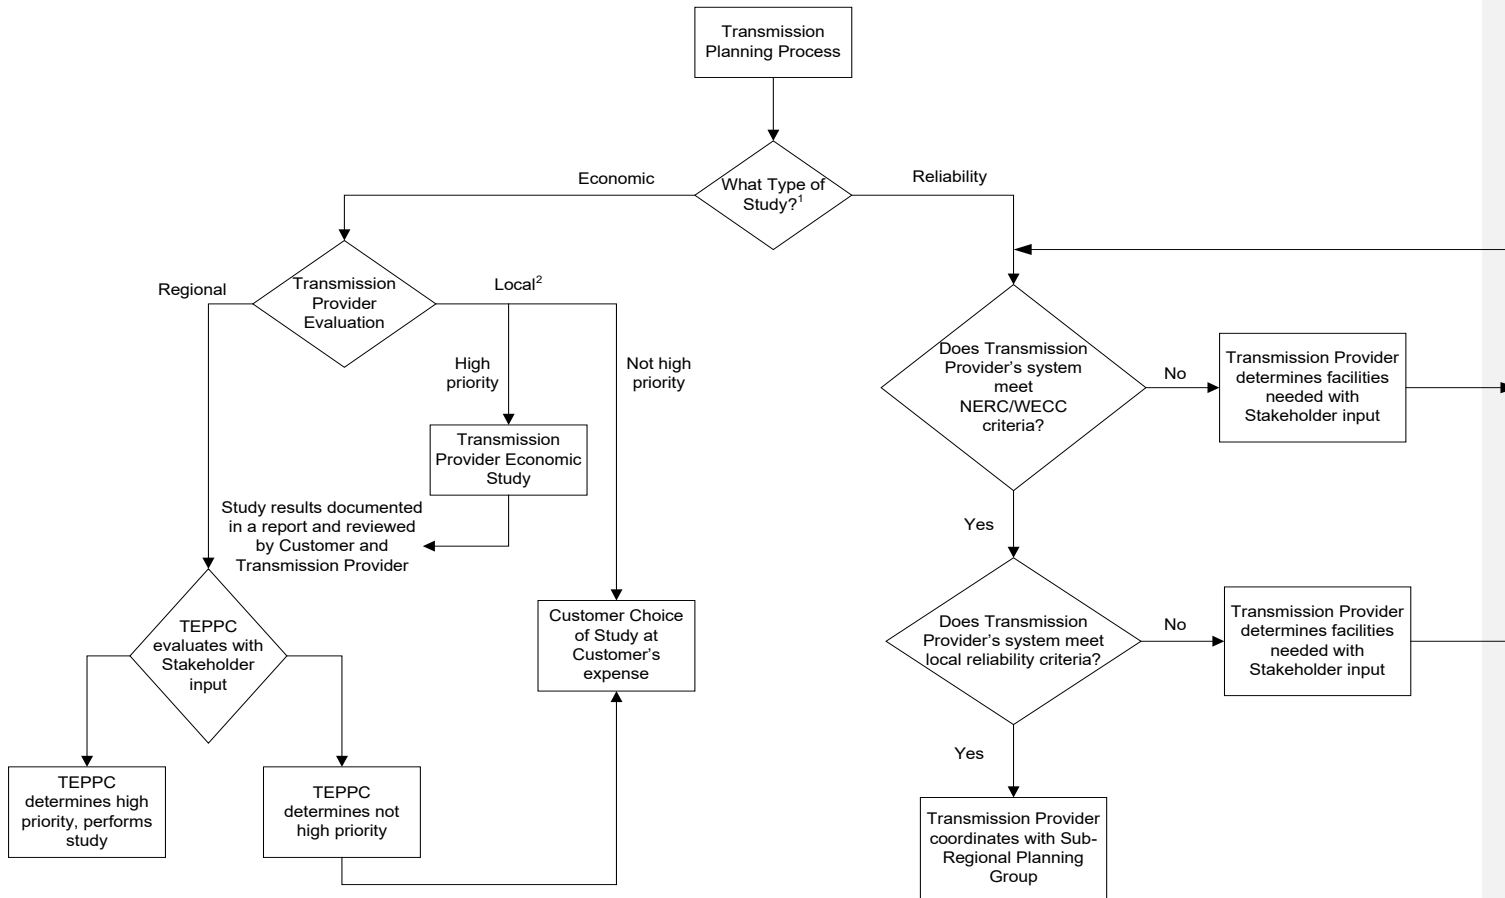 Transmission
Planning Process
Economic
What Type of
Study?¹
Reliability
Regional
Transmission
Provider
Evaluation
Local²
High
priority
Not high
priority
Does Transmission
Provider's system
meet
NERC/WECC
criteria?
No
Transmission Provider
determines facilities
needed with
Stakeholder input
Transmission
Provider Economic
Study
Study results documented
in a report and reviewed
by Customer and
Transmission Provider
Yes
TEPPC
evaluates with
Stakeholder
input
Customer Choice
of Study at
Customer's
expense
Does Transmission
Provider's system meet
local reliability criteria?
No
Transmission Provider
determines facilities
needed with
Stakeholder input
Yes
TEPPC
determines high
priority, performs
study
TEPPC
determines not
high priority
Transmission Provider
coordinates with Sub-
Regional Planning
Group